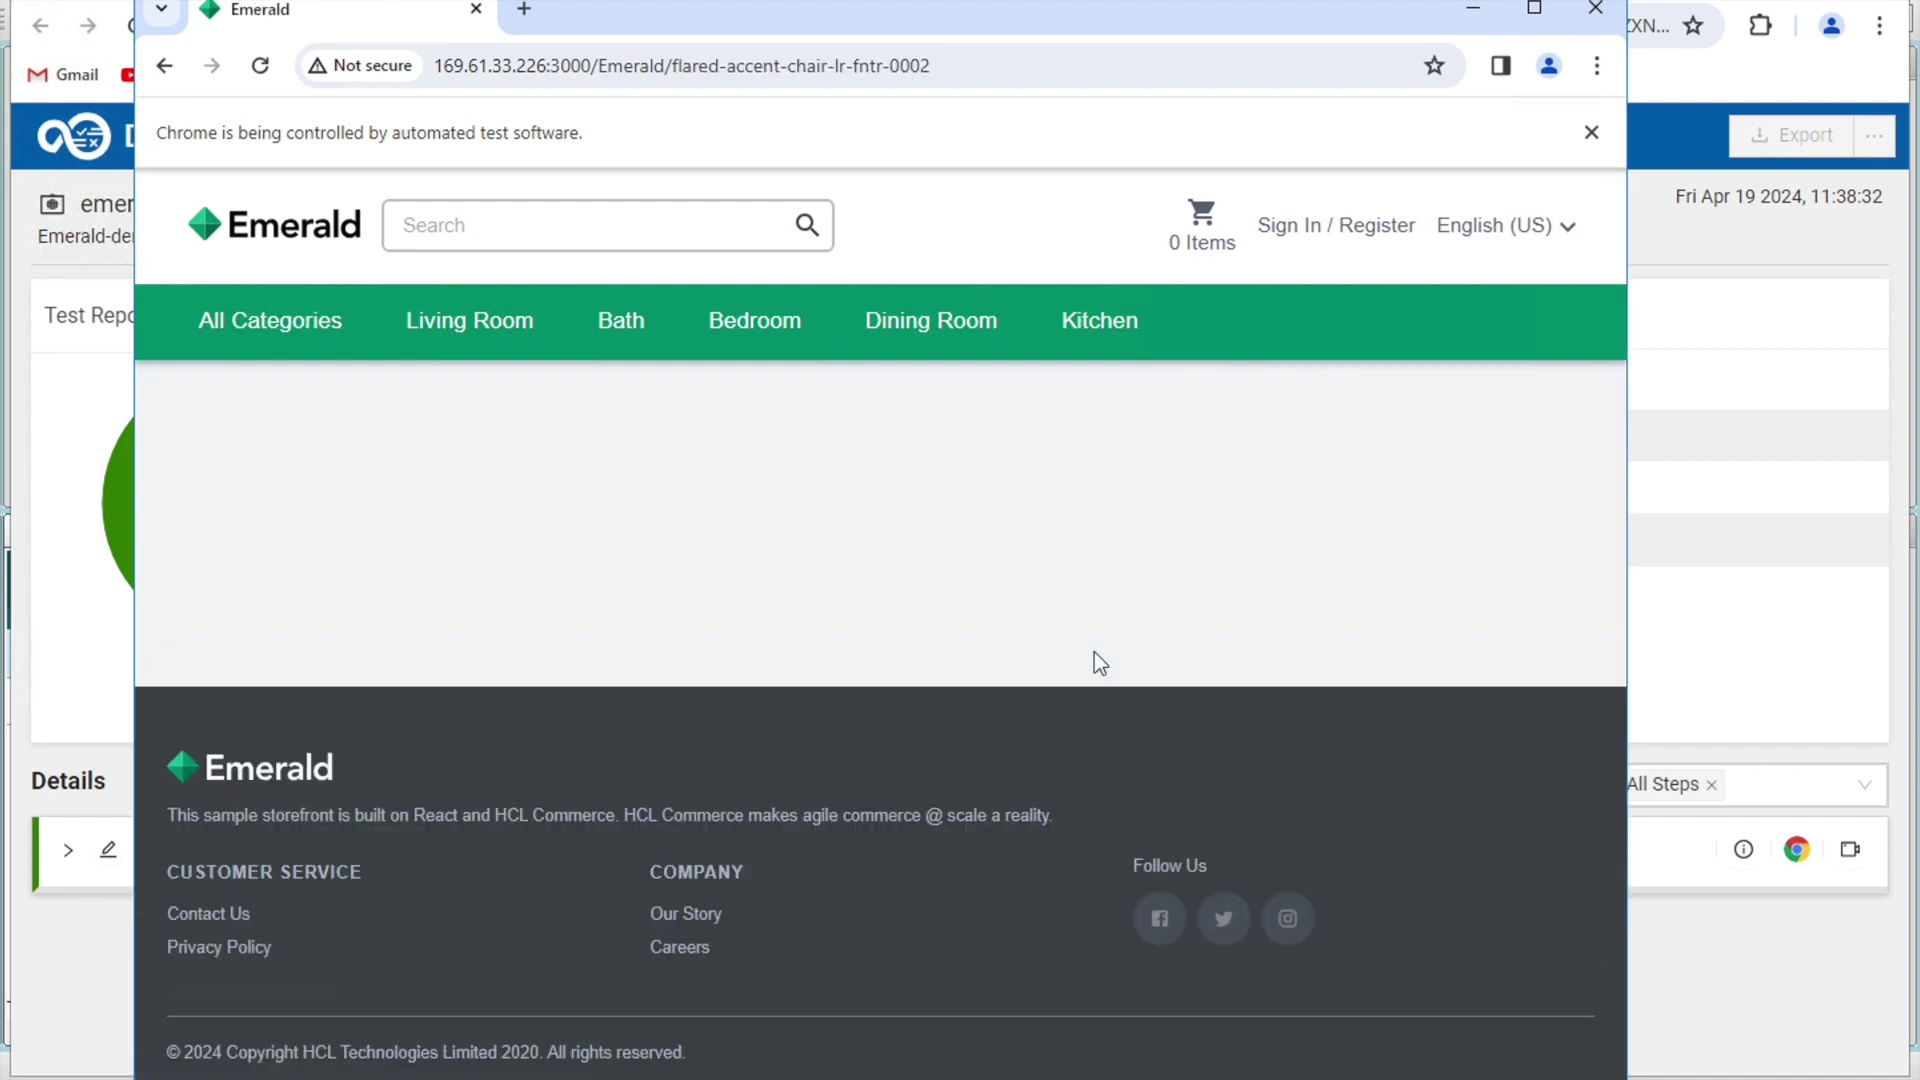 Emerald
Not secure
169.61.33.226:3000/Emerald/flared-accent-chair-lr-fntr-0002
ZXN...
Gmail
Chrome is being controlled by automated test software.
Export
Fri Apr 19 2024, 11:38:32
Emerald
Search
0 Items
Sign In / Register
English (US)
All Categories
Living Room
Bath
Bedroom
Dining Room
Kitchen
Test Repo
Emerald
This sample storefront is built on React and HCL Commerce. HCL Commerce makes agile commerce @ scale a reality.
Details
All Steps
CUSTOMER SERVICE
COMPANY
Follow Us
Contact Us
Our Story
Privacy Policy
Careers
© 2024 Copyright HCL Technologies Limited 2020. All rights reserved.